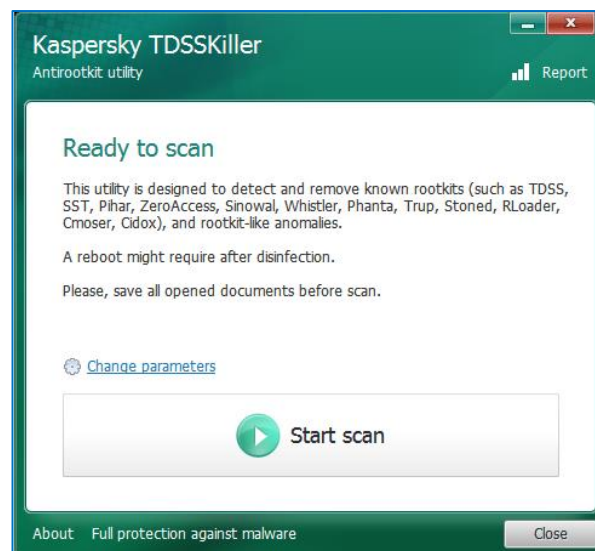 Kaspersky TDSSKiller
Antirootkit utility
Report
Ready to scan
This utility is designed to detect and remove known rootkits (such as TDSS,
SST, Pihar, ZeroAccess, Sinowal, Whistler, Phanta, Trup, Stoned, RLoader,
Cmoser, Cidox), and rootkit-like anomalies.
A reboot might require after disinfection.
Please, save all opened documents before scan.
Change parameters
Start scan
About Full protection against malware Close